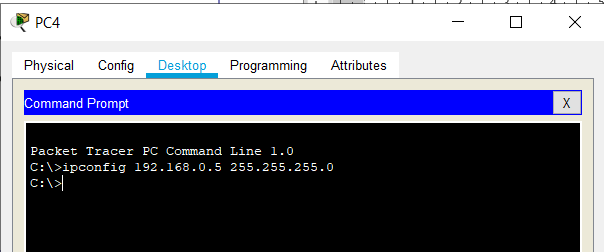 PC4
Physical Config Desktop Programming Attributes
Command Prompt X
Packet Tracer PC Command Line 1.0
C:\>ipconfig 192.168.0.5 255.255.255.0
C:\>